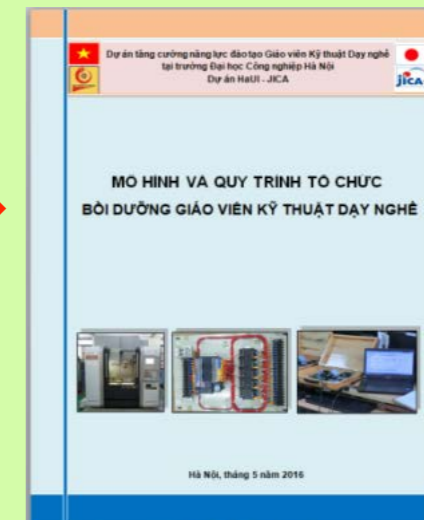 Dự án tăng cường năng lực đào tạo Giáo viên Kỹ thuật Dạy nghề
tại trường Đại học Công nghiệp Hà Nội
Dự án HaUI - JICA
jica
MÔ HÌNH VÀ QUY TRÌNH TỔ CHỨC
BỒI DƯỠNG GIÁO VIÊN KỸ THUẬT DẠY NGHỀ
Hà Nội, tháng 5 năm 2016